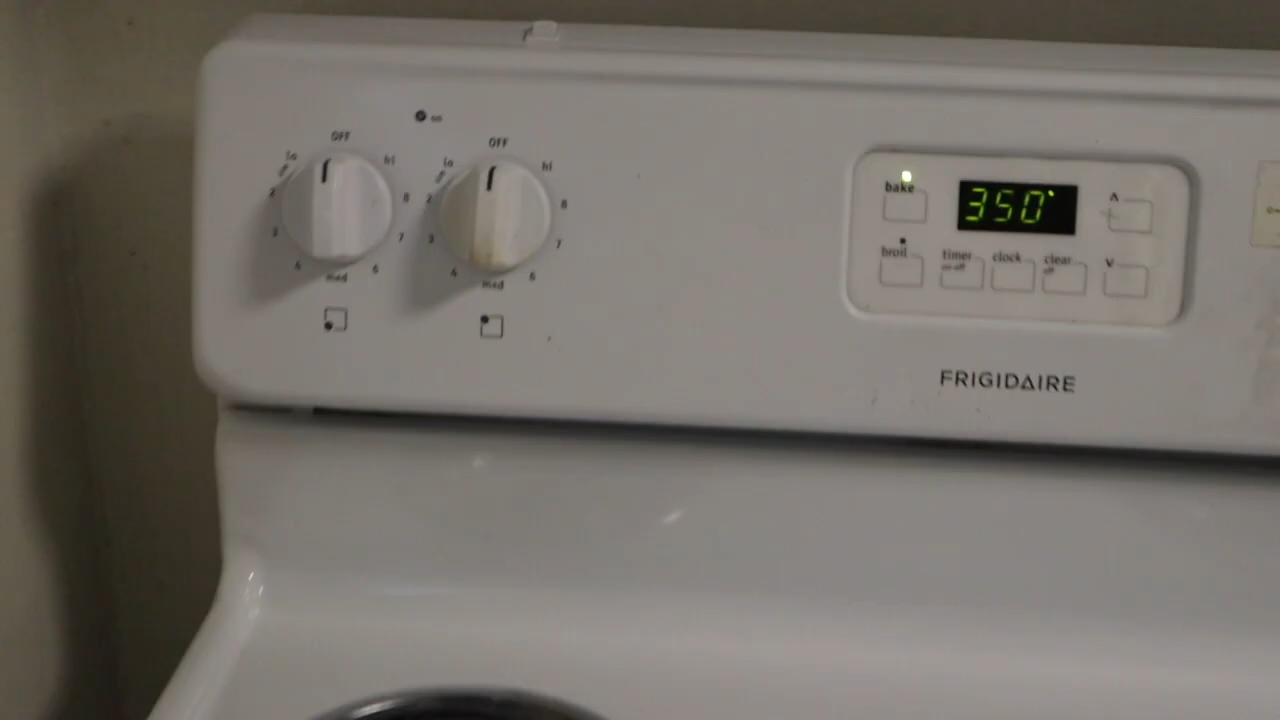 on
OFF
lo
hi
2
8
3
7
4
6
med
OFF
lo
hi
2
8
3
7
4
6
med
bake
350°
broil
timer
on-off
clock
clear
off
FRIGIDAIRE